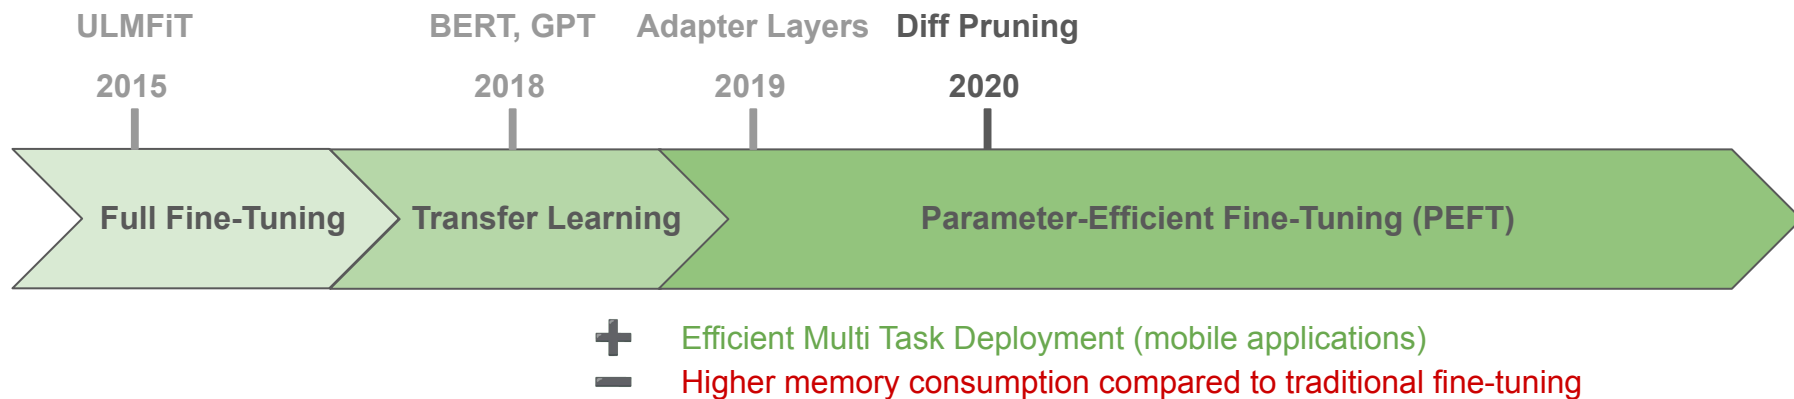 ULMFiT BERT, GPT Adapter Layers Diff Pruning
2015 2018 2019 2020
Full Fine-Tuning Transfer Learning Parameter-Efficient Fine-Tuning (PEFT)
+ Efficient Multi Task Deployment (mobile applications)
− Higher memory consumption compared to traditional fine-tuning